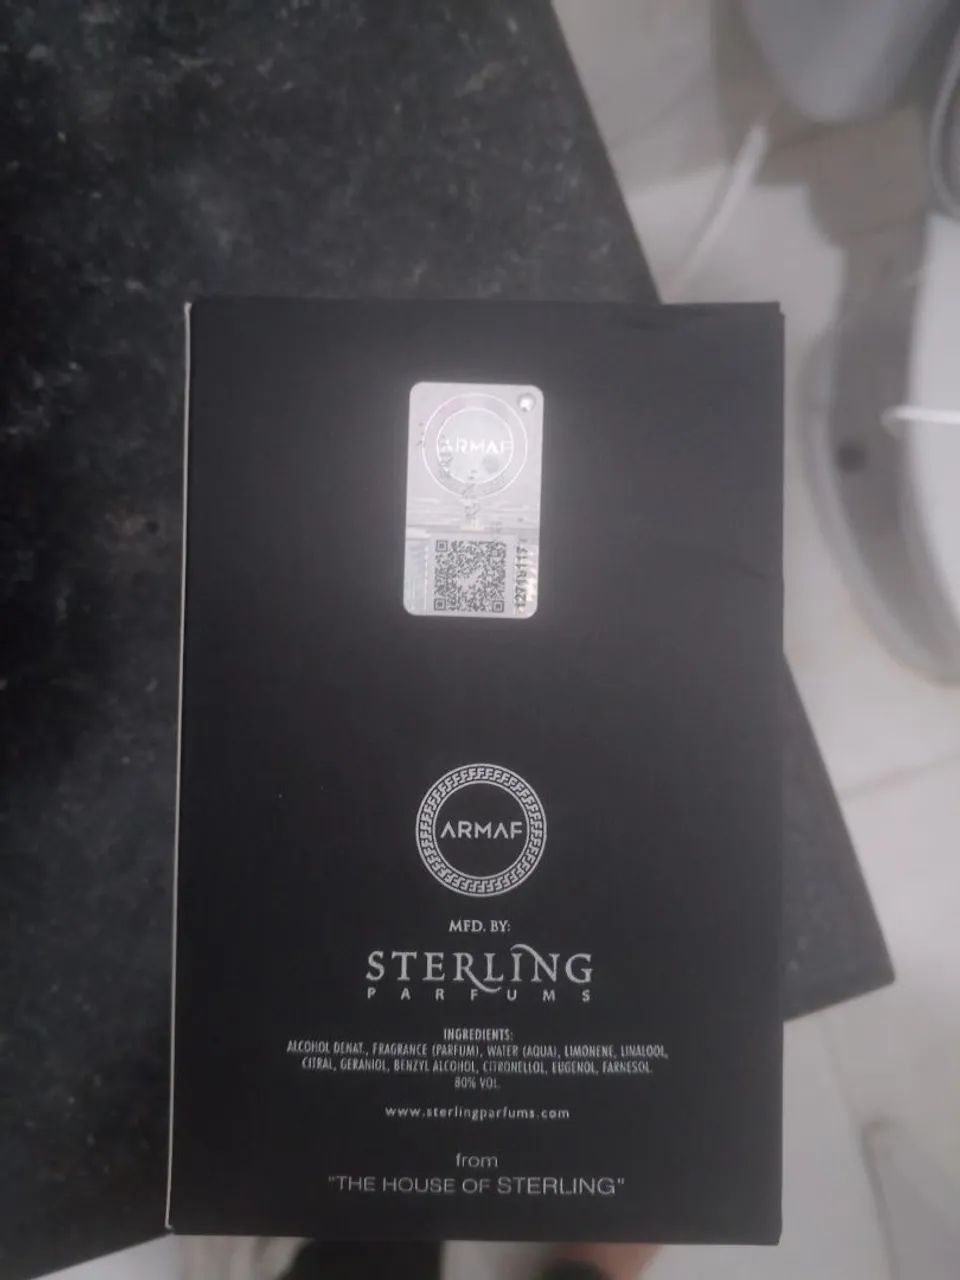 ARMAF
ARMAF
MFD. BY:
STERLING
PARFUMS
INGREDIENTS:
ALCOHOL DENAT., FRAGRANCE (PARFUM), WATER (AQUA), LIMONENE, LINALOOL,
CITRAL, GERANIOL, BENZYL ALCOHOL, CITRONELLOL, EUGENOL, FARNESOL.
80% VOL.
www.sterlingparfums.com
from
"THE HOUSE OF STERLING"